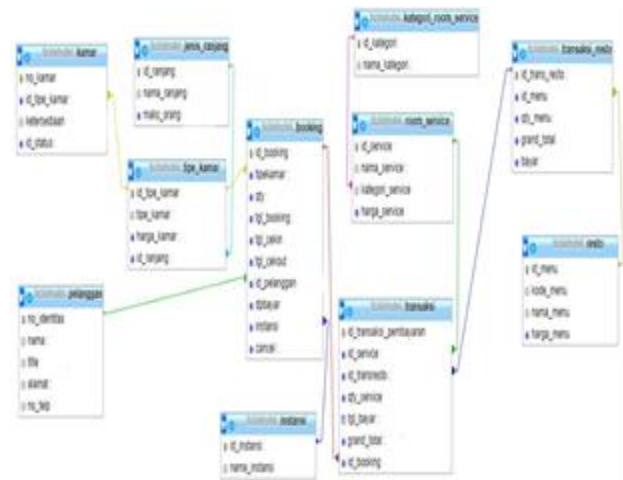 kamar
no_kamar
id_tipe_kamar
ketersediaan
id_status
jenis_ranjang
id_ranjang
nama_ranjang
maks_orang
kategori_room_service
id_kategori
nama_kategori
transaksi_resto
id_trans_resto
id_menu
qty_menu
grand_total
bayar
booking
id_booking
tipekamar
qty
tgl_booking
tgl_cekin
tgl_cekout
id_pelanggan
dpbayar
instansi
cancel
room_service
id_service
nama_service
kategori_service
harga_service
tipe_kamar
id_tipe_kamar
tipe_kamar
harga_kamar
id_ranjang
resto
id_menu
kode_menu
nama_menu
harga_menu
pelanggan
no_identitas
nama
title
alamat
no_telp
transaksi
id_transaksi_pembayaran
id_service
id_transresto
qty_service
tgl_bayar
grand_total
id_booking
instansi
id_instansi
nama_instansi